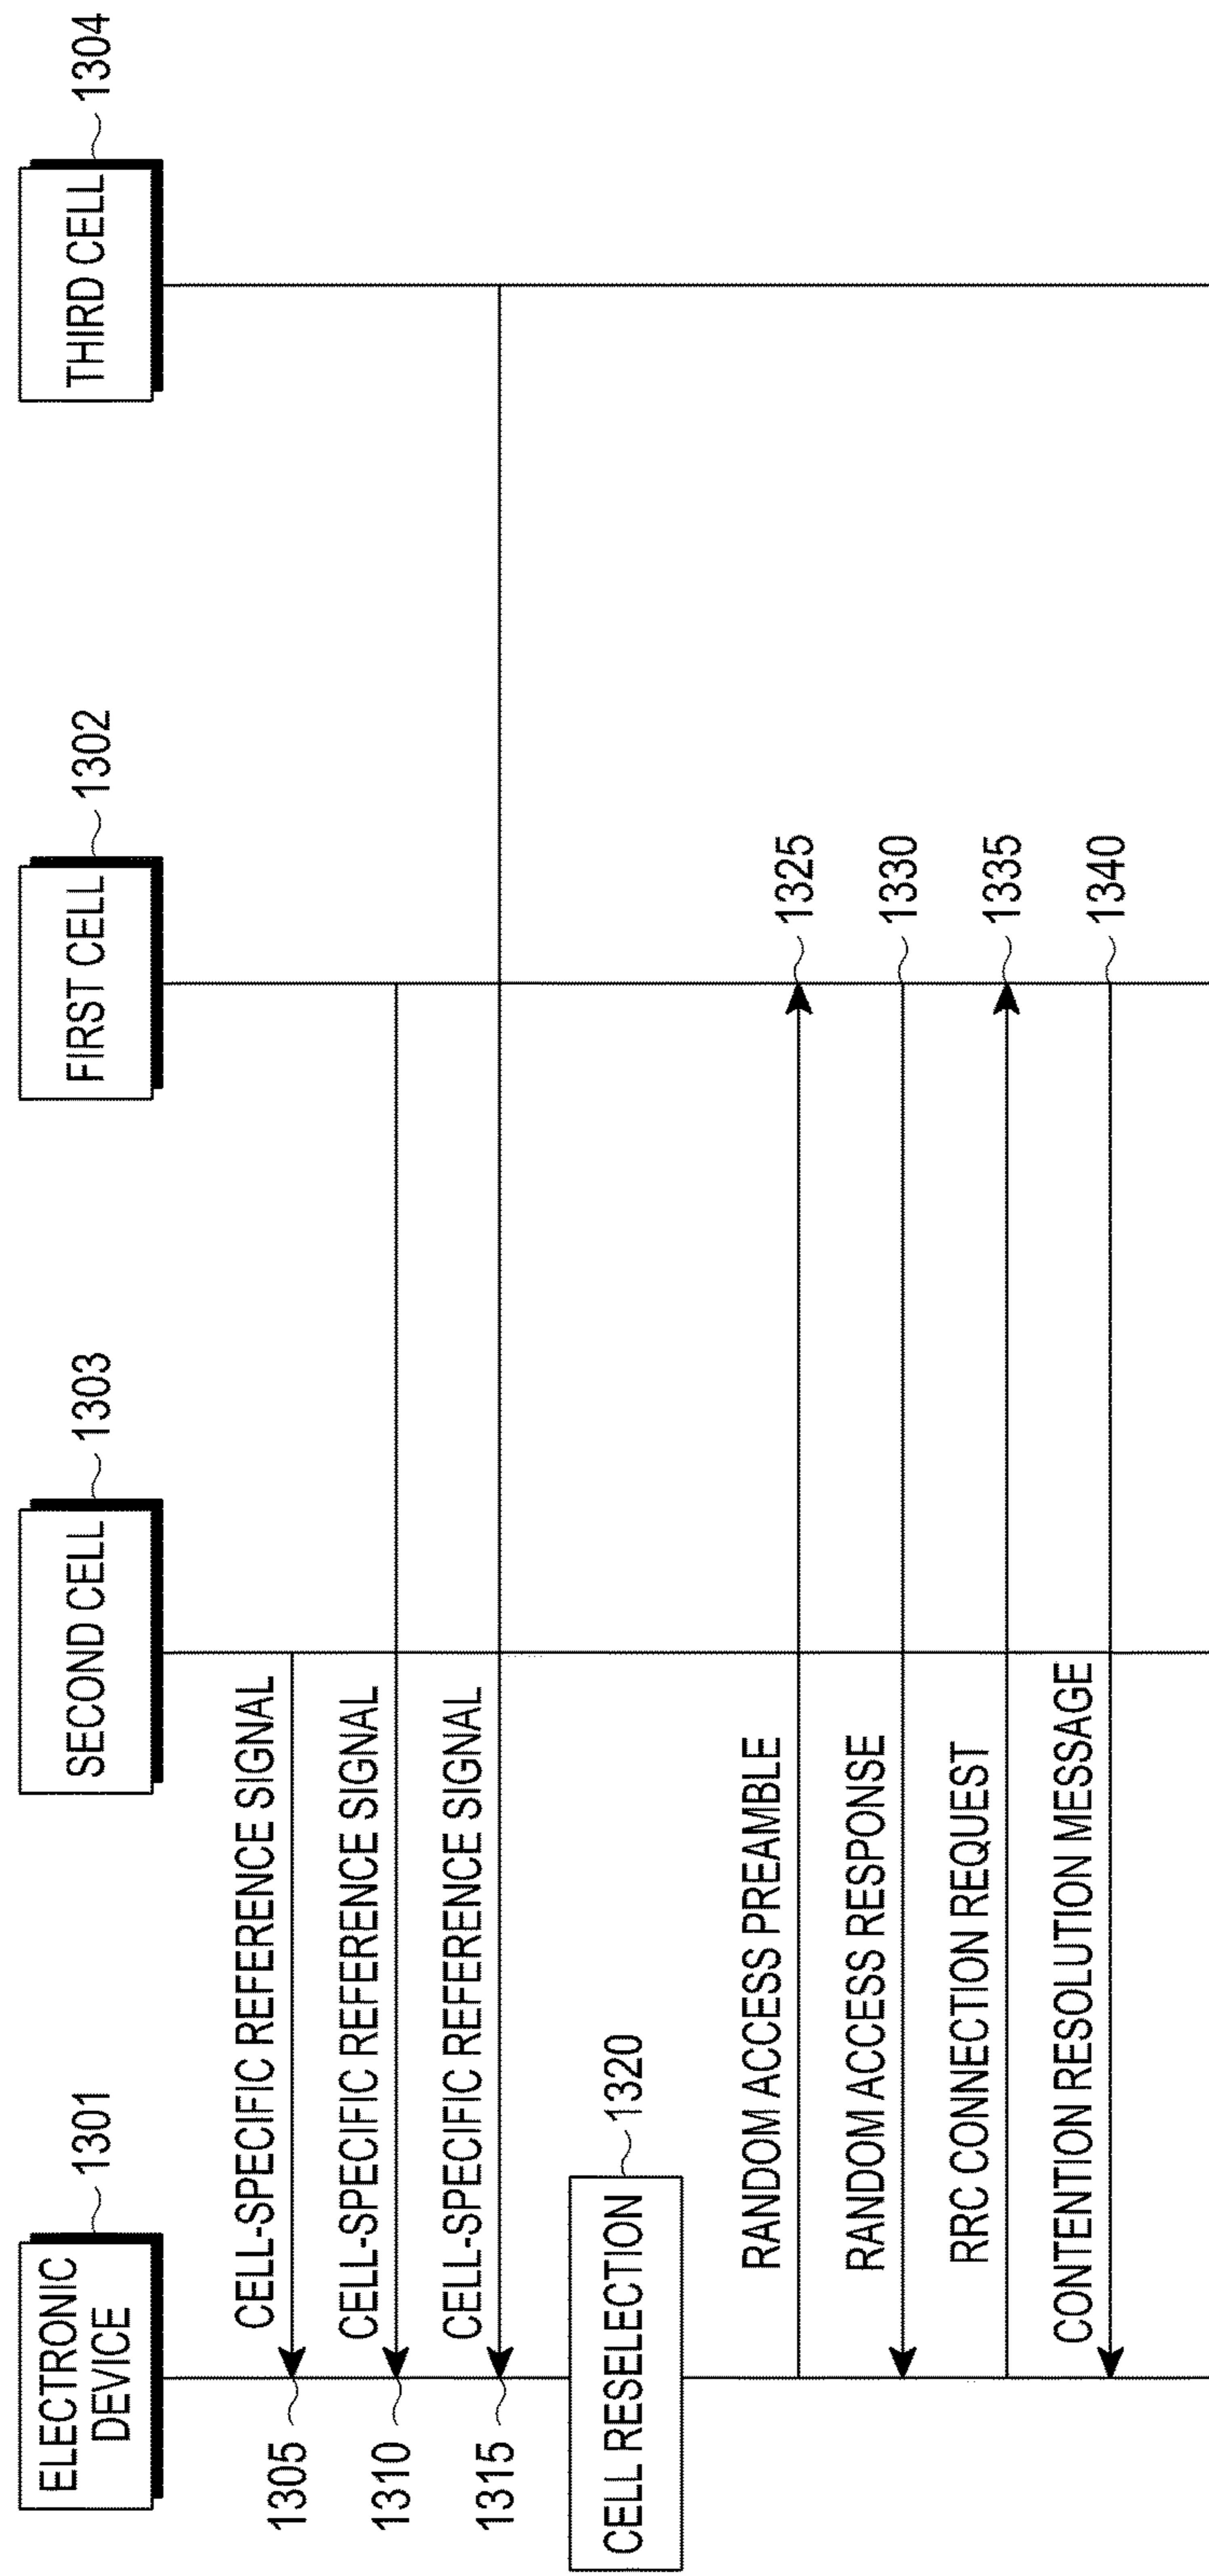 ELECTRONIC
DEVICE
1301
SECOND CELL
1303
FIRST CELL
1302
THIRD CELL
1304
CELL-SPECIFIC REFERENCE SIGNAL
1305
CELL-SPECIFIC REFERENCE SIGNAL
1310
CELL-SPECIFIC REFERENCE SIGNAL
1315
CELL RESELECTION
1320
RANDOM ACCESS PREAMBLE
1325
RANDOM ACCESS RESPONSE
1330
RRC CONNECTION REQUEST
1335
CONTENTION RESOLUTION MESSAGE
1340